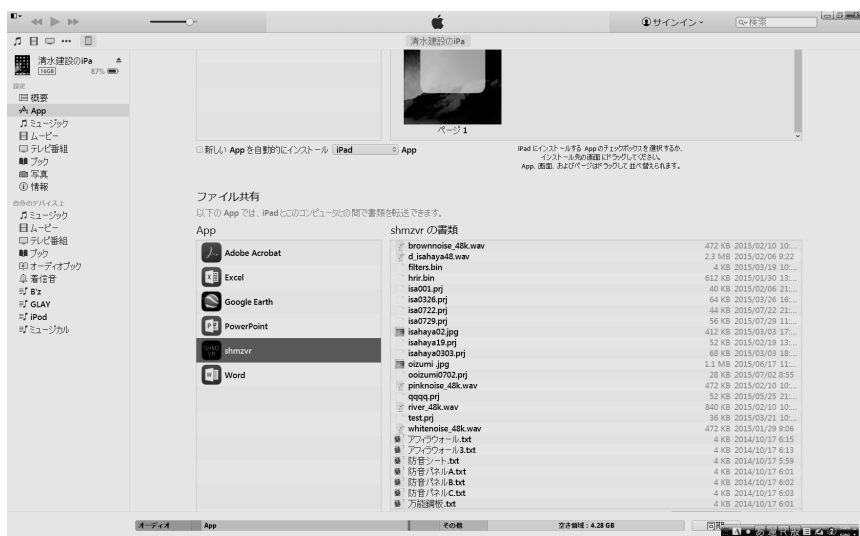 サインイン
検索
清水建設のiPa
清水建設のiPa
16GB 87%
設定
概要
App
ミュージック
ムービー
テレビ番組
ブック
写真
情報
自分のデバイス上
ミュージック
ムービー
テレビ番組
ブック
オーディオブック
着信音
B'z
GLAY
iPod
ミュージカル
ページ 1
新しい App を自動的にインストール iPad App
iPad にインストールする App のチェックボックスを選択するか、
インストール先の画面にドラッグしてください。
App、画面、およびページはドラッグして並べ替えられます。
ファイル共有
以下の App では、iPadとこのコンピュータとの間で書類を転送できます。
App
Adobe Acrobat
Excel
Google Earth
PowerPoint
SHMZ VR shmzvr
Word
shmzvr の書類
brownnoise_48k.wav 472 KB 2015/02/10 10:...
d_isahaya48.wav 2.3 MB 2015/02/06 9:22
filters.bin 4 KB 2015/03/19 10:...
hrir.bin 612 KB 2015/01/30 13:...
isa001.prj 40 KB 2015/02/06 21:...
isa0326.prj 64 KB 2015/03/26 16:...
isa0722.prj 44 KB 2015/07/22 21:...
isa0729.prj 56 KB 2015/07/29 11:...
isahaya02.jpg 412 KB 2015/03/03 17:...
isahaya19.prj 52 KB 2015/02/19 13:...
isahaya0303.prj 68 KB 2015/03/03 18:...
oizumi .jpg 1.1 MB 2015/06/17 11:...
ooizumi0702.prj 28 KB 2015/07/02 8:55
pinknoise_48k.wav 472 KB 2015/02/10 10:...
qqqq.prj 52 KB 2015/05/25 21:...
river_48k.wav 840 KB 2015/02/10 10:...
test.prj 36 KB 2015/03/21 10:...
whitenoise_48k.wav 472 KB 2015/01/29 9:06
アフィラウォール.txt 4 KB 2014/10/17 6:15
アフィラウォール3.txt 4 KB 2014/10/17 6:13
防音シート.txt 4 KB 2014/10/17 5:59
防音パネルA.txt 4 KB 2014/10/17 6:01
防音パネルB.txt 4 KB 2014/10/17 6:02
防音パネルC.txt 4 KB 2014/10/17 6:03
万能鋼板.txt 4 KB 2014/10/17 6:01
オーディオ App その他 空き領域：4.28 GB